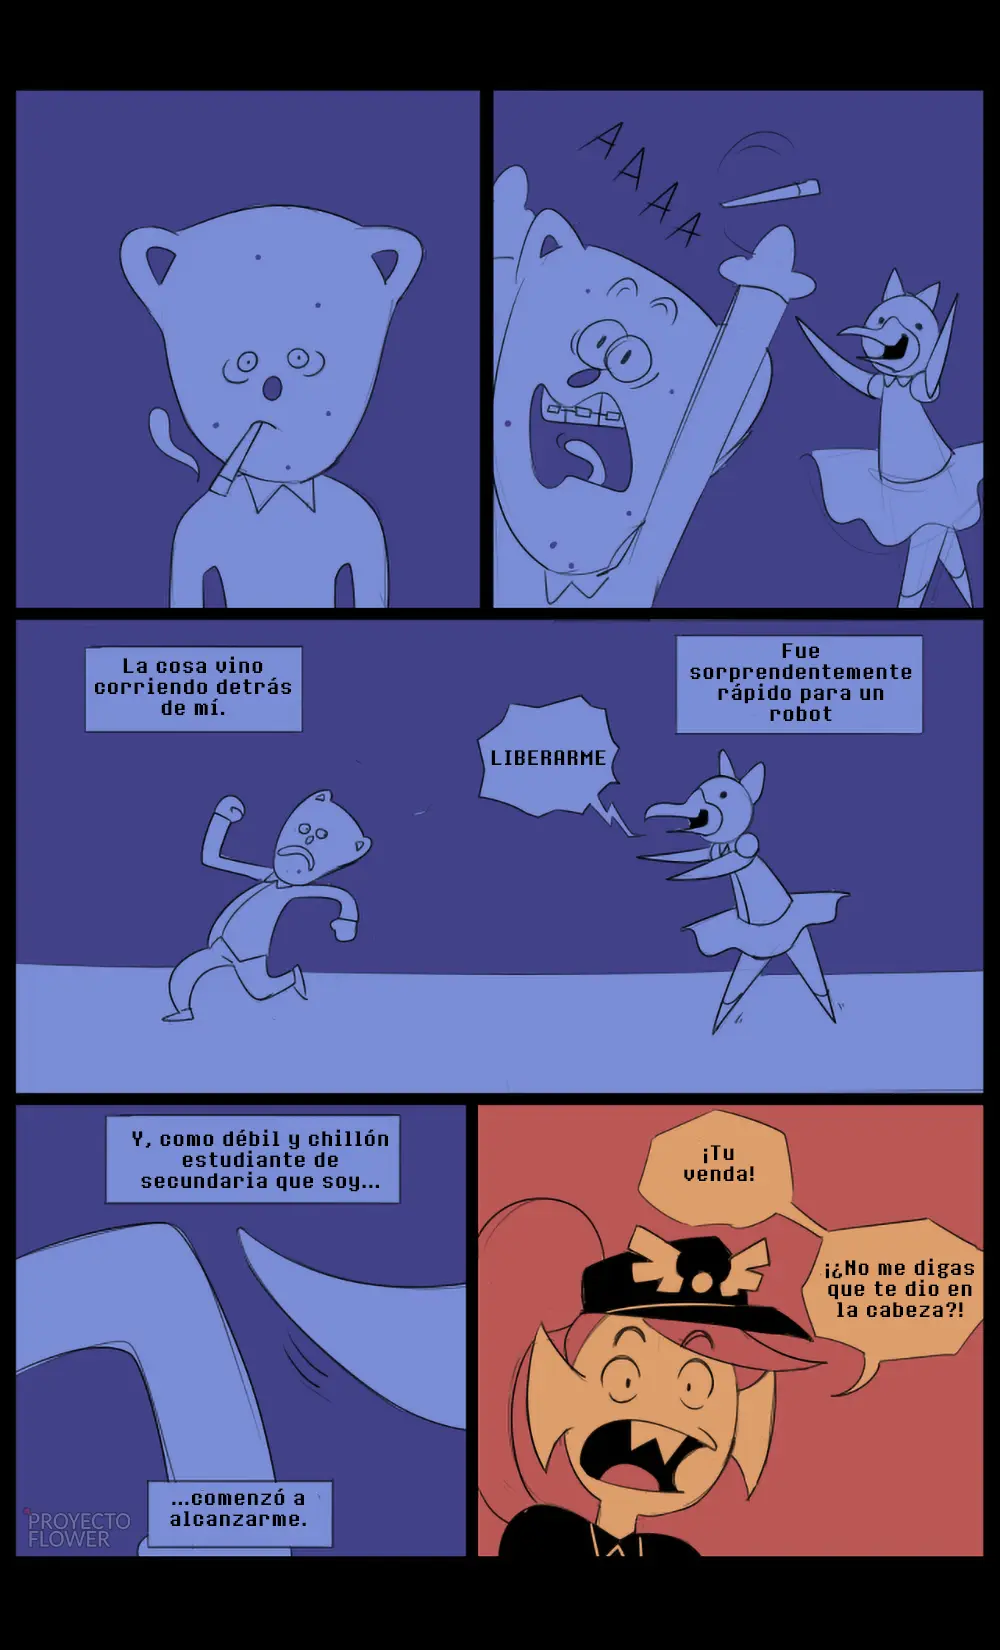 A
A
A
A
La cosa vino
corriendo detrás
de mí.
Fue
sorprendentemente
rápido para un
robot
LIBERARME
Y, como débil y chillón
estudiante de
secundaria que soy...
...comenzó a
alcanzarme.
PROYECTO
FLOWER
¡Tu
venda!
¡¿No me digas
que te dio en
la cabeza?!